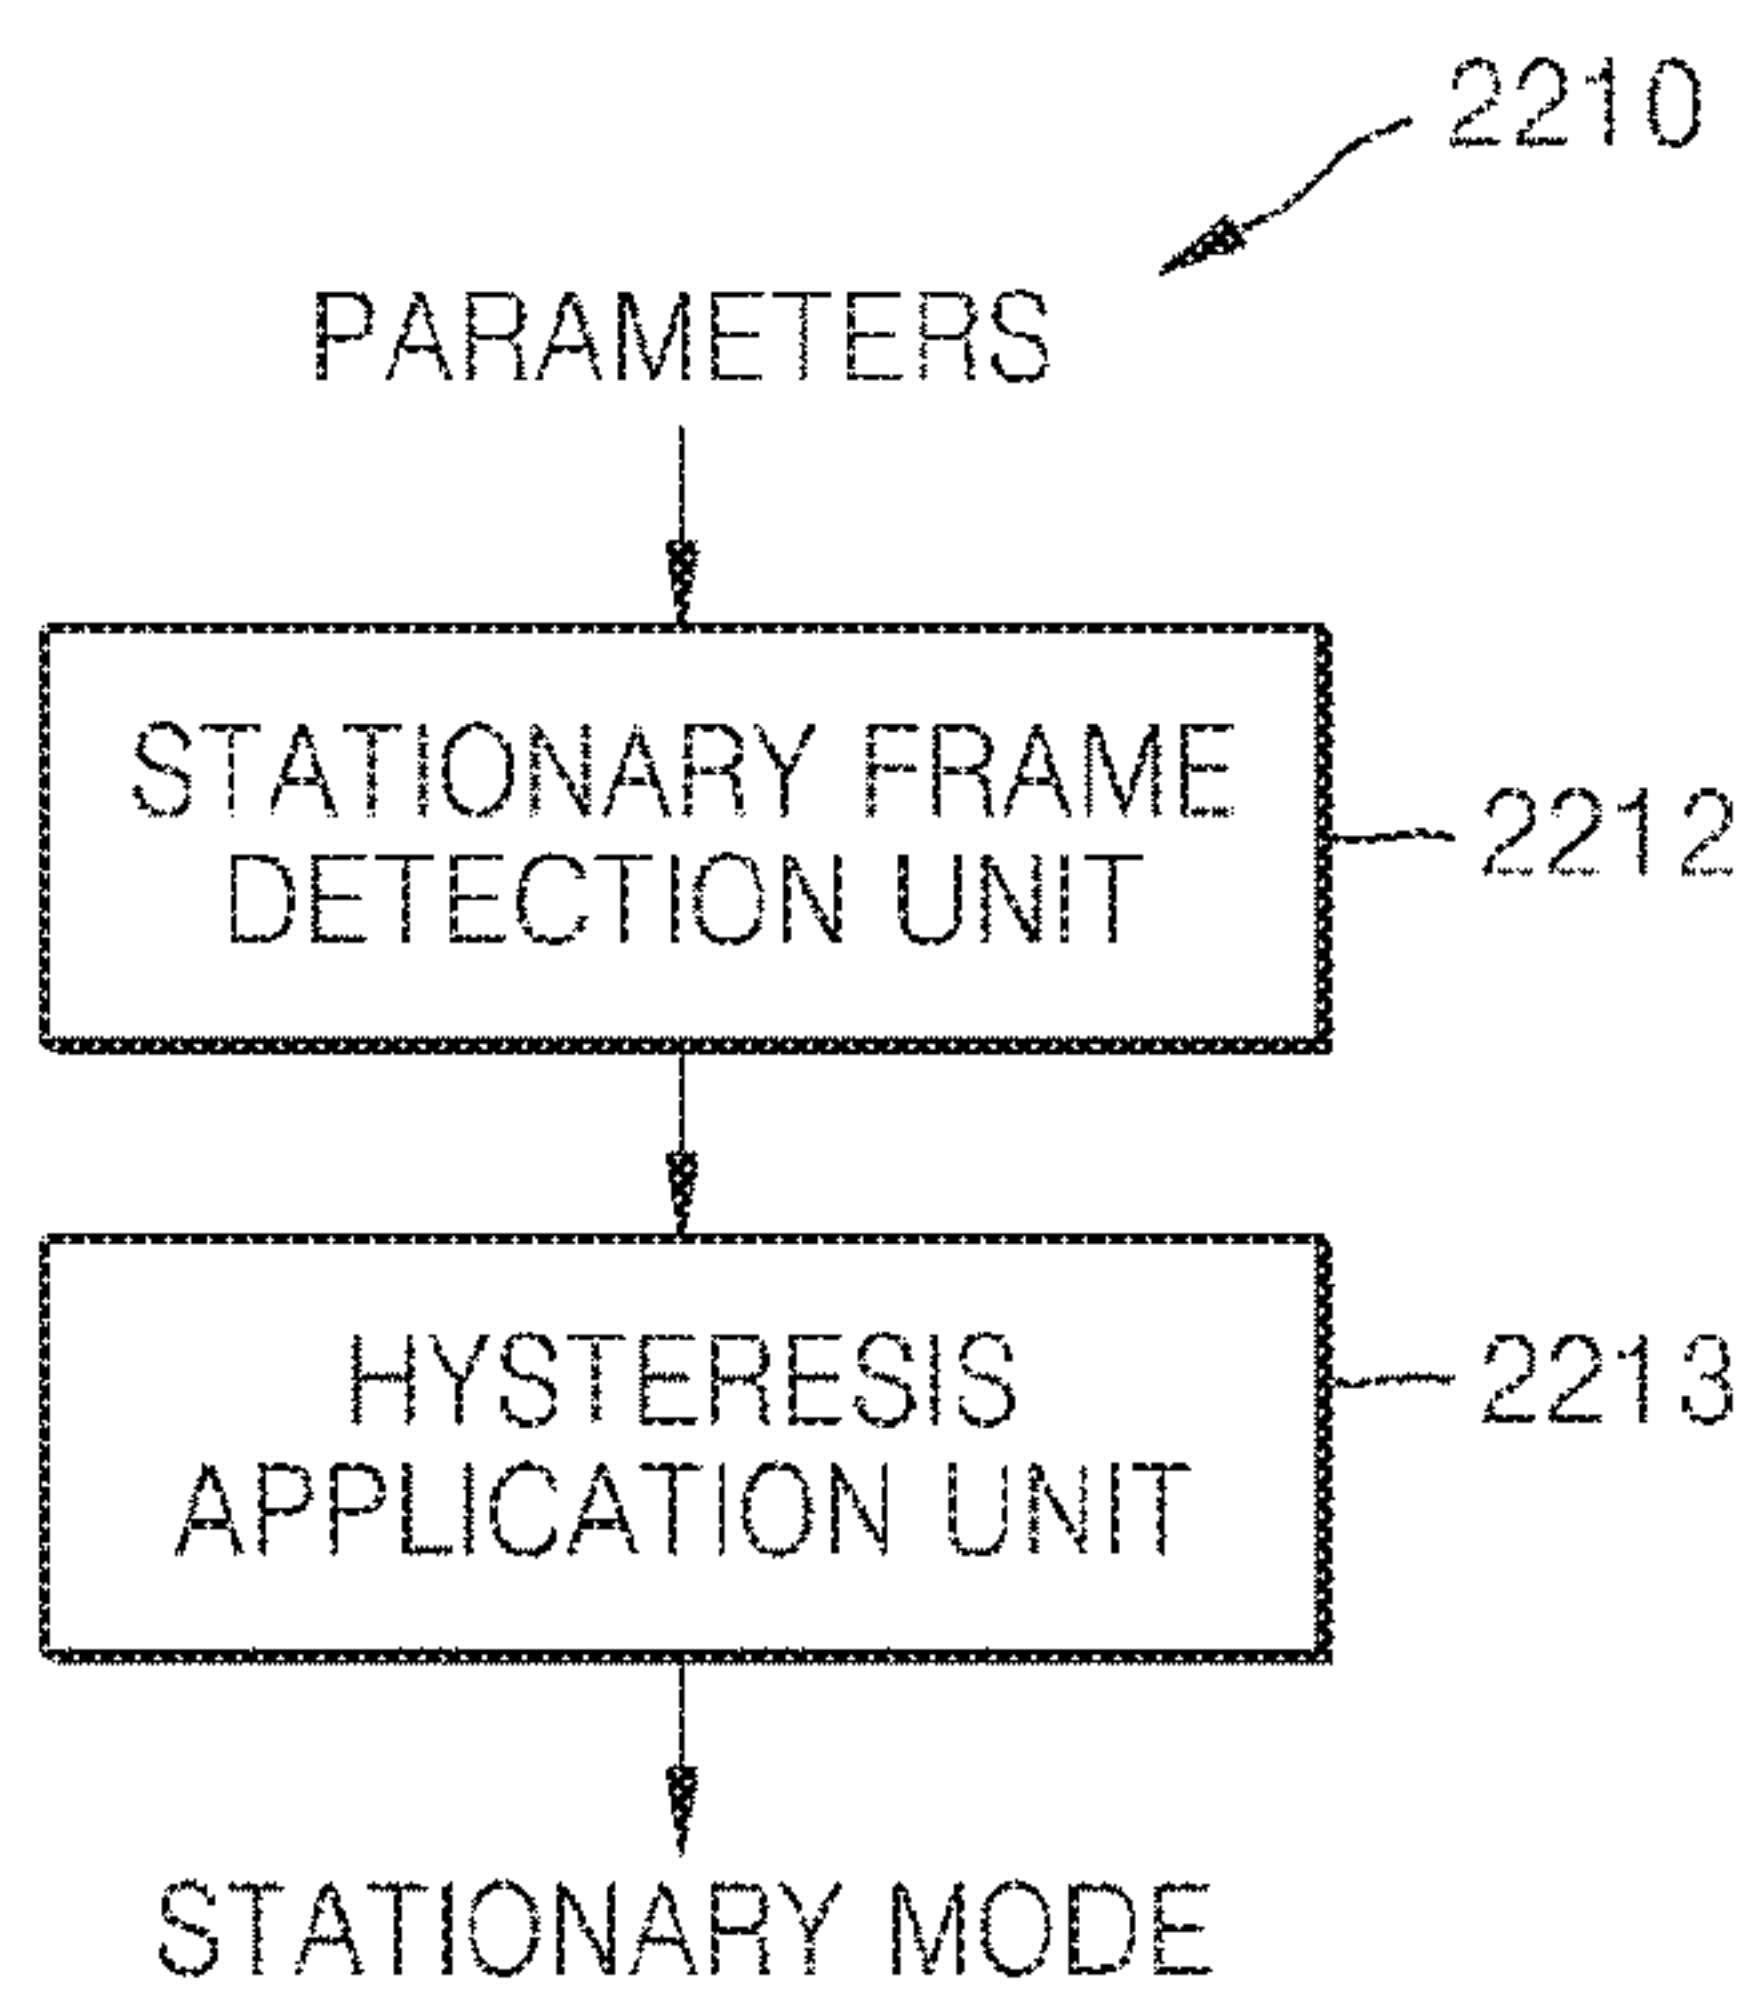 2210
PARAMETERS
STATIONARY FRAME
DETECTION UNIT
2212
HYSTERESIS
APPLICATION UNIT
2213
STATIONARY MODE